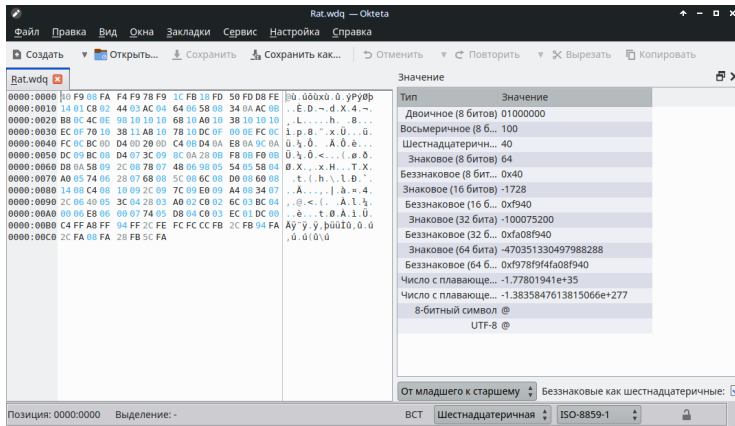 Rat.wdq — Okteta
Файл Правка Вид Окна Закладки Сервис Настройка Справка
Создать Открыть... Сохранить Сохранить как... Отменить Повторить Вырезать Копировать
Rat.wdq
0000:0000 40 F9 08 FA F4 F9 78 F9 1C FB 18 FD 50 FD D8 FE @ù.úôùxù.û.ýPýØþ
0000:0010 14 01 C8 02 44 03 AC 04 64 06 58 08 34 0A AC 0B ..È.D.¬.d.X.4.¬.
0000:0020 B8 0C 4C 0E 98 10 10 10 68 10 A0 10 38 10 10 10 ¸.L.....h. .8...
0000:0030 EC 0F 70 10 38 11 A8 10 78 10 DC 0F 00 0E FC 0C ì.p.8.¨.x.Ü...ü.
0000:0040 FC 0C BC 0D D4 0D 20 0D C4 0B D4 0A E8 0A 9C 0A ü.¼.Ô. .Ä.Ô.è...
0000:0050 DC 09 BC 08 D4 07 3C 09 8C 0A 28 0B F8 0B F0 0B Ü.¼.Ô.<...(.ø.ð.
0000:0060 D8 0A 58 09 2C 08 78 07 48 06 98 05 54 05 58 04 Ø.X.,.x.H...T.X.
0000:0070 A0 05 74 06 28 07 68 08 5C 08 6C 08 D0 08 60 08  .t.(.h.\.l.Ð.`.
0000:0080 14 08 C4 08 10 09 2C 09 7C 09 E0 09 A4 08 34 07 ..Ä...,.|.à.¤.4.
0000:0090 2C 06 40 05 3C 04 28 03 A0 02 C0 02 6C 03 BC 04 ,.@.<.(. .À.l.¼.
0000:00A0 00 06 E8 06 00 07 74 05 D8 04 C0 03 EC 01 DC 00 ..è...t.Ø.À.ì.Ü.
0000:00B0 C4 FF A8 FF 94 FF 2C FE FC FC CC FB 2C FB 94 FA Äÿ¨ÿ.ÿ,þüüÌû,û.ú
0000:00C0 2C FA 08 FA 28 FB 5C FA ,ú.ú(û\ú
Значение
Тип Значение
Двоичное (8 битов) 01000000
Восьмеричное (8 б... 100
Шестнадцатеричн... 40
Знаковое (8 битов) 64
Беззнаковое (8 бит... 0x40
Знаковое (16 битов) -1728
Беззнаковое (16 б... 0xf940
Знаковое (32 бита) -100075200
Беззнаковое (32 б... 0xfa08f940
Знаковое (64 бита) -470351330497988288
Беззнаковое (64 б... 0xf978f9f4fa08f940
Число с плавающе... -1.77801941e+35
Число с плавающе... -1.3835847613815066e+277
8-битный символ @
UTF-8 @
От младшего к старшему Беззнаковые как шестнадцатеричные:
Позиция: 0000:0000 Выделение: - ВСТ Шестнадцатеричная ISO-8859-1